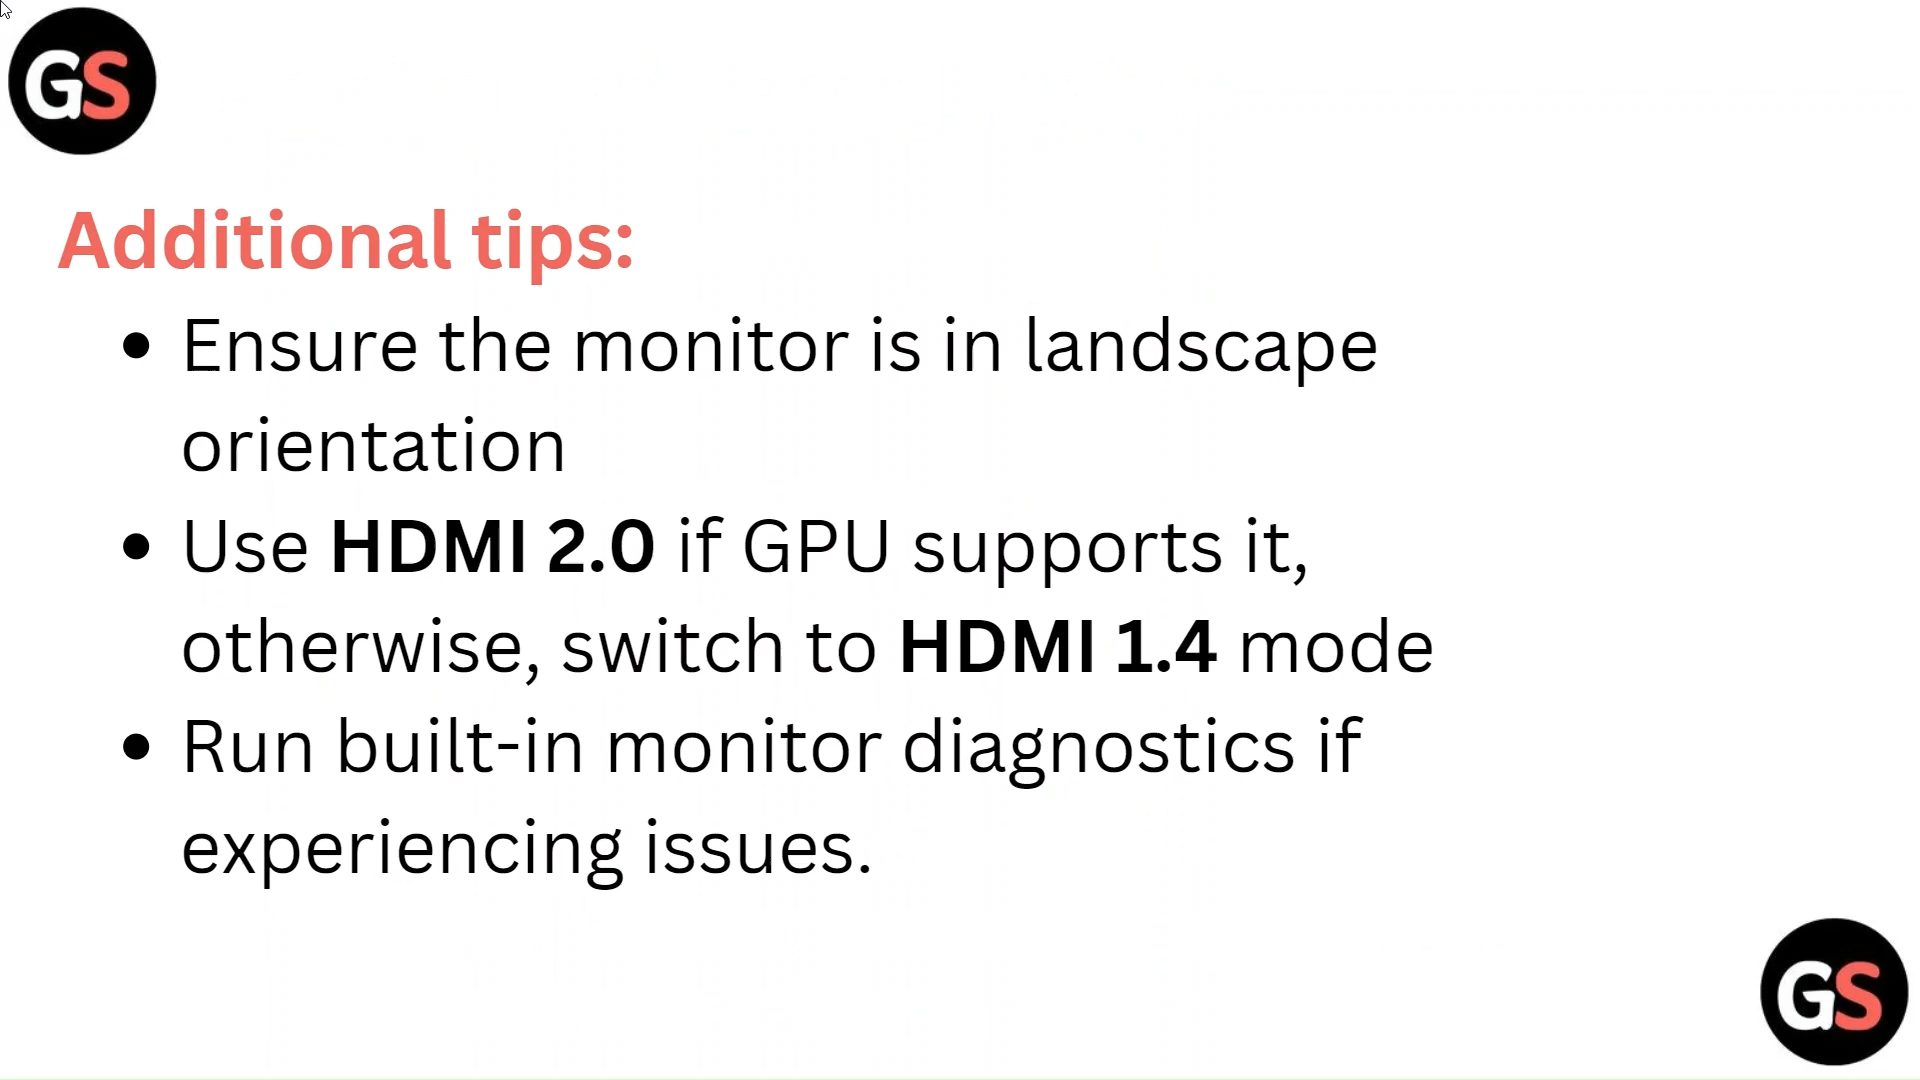 GS
Additional tips:
• Ensure the monitor is in landscape
orientation
• Use HDMI 2.0 if GPU supports it,
otherwise, switch to HDMI 1.4 mode
• Run built-in monitor diagnostics if
experiencing issues.
GS